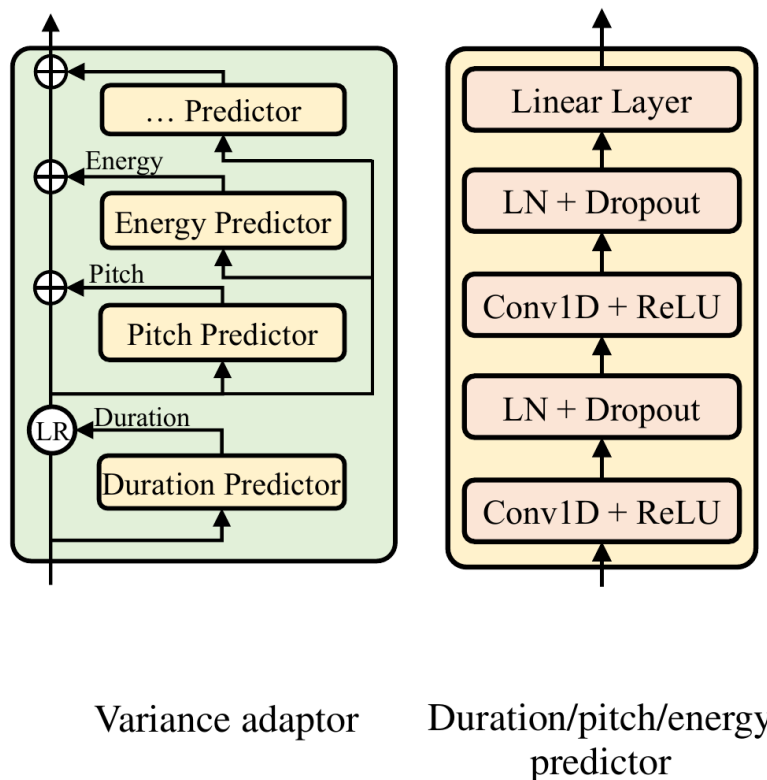 … Predictor
Energy
Energy Predictor
Pitch
Pitch Predictor
LR
Duration
Duration Predictor
Linear Layer
LN + Dropout
Conv1D + ReLU
LN + Dropout
Conv1D + ReLU
Variance adaptor
Duration/pitch/energy
predictor